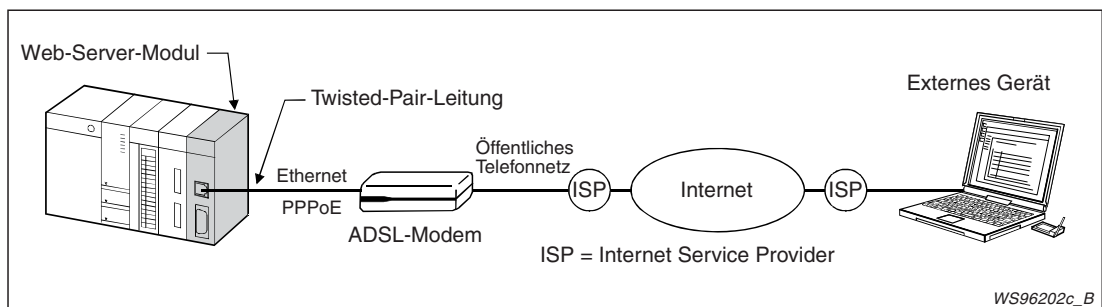 Web-Server-Modul
Twisted-Pair-Leitung
Externes Gerät
Öffentliches
Telefonnetz
Ethernet
PPPoE
ISP
Internet
ISP
ADSL-Modem
ISP = Internet Service Provider
WS96202c_B